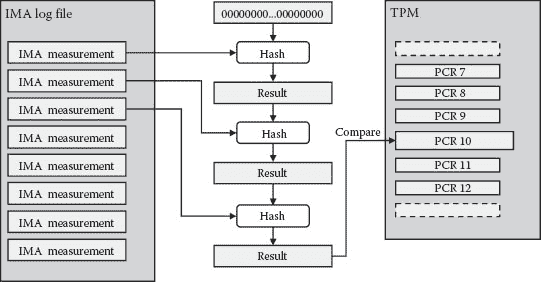 IMA log file
IMA measurement
IMA measurement
IMA measurement
IMA measurement
IMA measurement
IMA measurement
IMA measurement
IMA measurement
00000000...00000000
Hash
Result
Hash
Result
Hash
Result
Compare
TPM
PCR 7
PCR 8
PCR 9
PCR 10
PCR 11
PCR 12